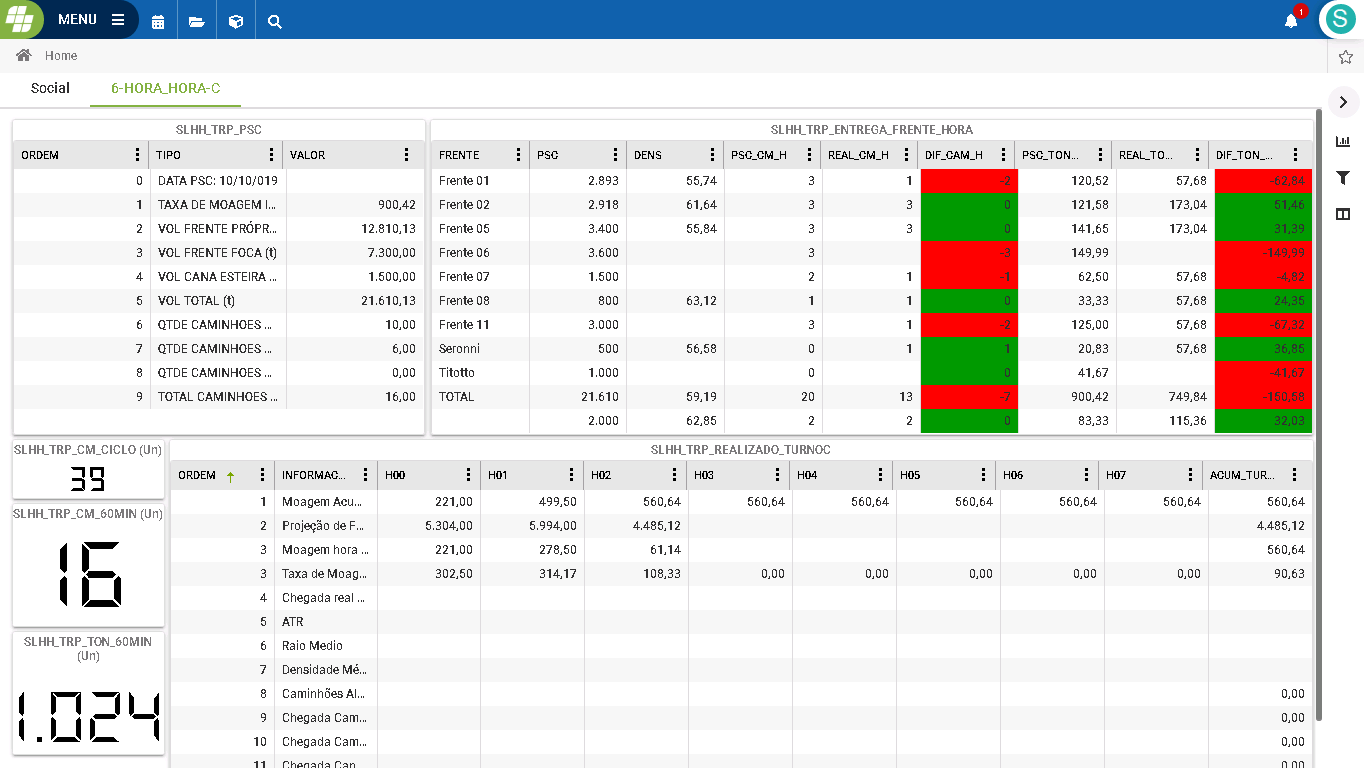 MENU
1
S
Home
Social 6-HORA_HORA-C
SLHH_TRP_PSC
ORDEM TIPO VALOR
0 DATA PSC: 10/10/019
1 TAXA DE MOAGEM I... 900,42
2 VOL FRENTE PRÓPR... 12.810,13
3 VOL FRENTE FOCA (t) 7.300,00
4 VOL CANA ESTEIRA ... 1.500,00
5 VOL TOTAL (t) 21.610,13
6 QTDE CAMINHOES ... 10,00
7 QTDE CAMINHOES ... 6,00
8 QTDE CAMINHOES ... 0,00
9 TOTAL CAMINHOES ... 16,00
SLHH_TRP_ENTREGA_FRENTE_HORA
FRENTE PSC DENS PSC_CM_H REAL_CM_H DIF_CAM_H PSC_TON... REAL_TO... DIF_TON_...
Frente 01 2.893 55,74 3 1 -2 120,52 57,68 -62,84
Frente 02 2.918 61,64 3 3 0 121,58 173,04 51,46
Frente 05 3.400 55,84 3 3 0 141,65 173,04 31,39
Frente 06 3.600 3 -3 149,99 -149,99
Frente 07 1.500 2 1 -1 62,50 57,68 -4,82
Frente 08 800 63,12 1 1 0 33,33 57,68 24,35
Frente 11 3.000 3 1 -2 125,00 57,68 -67,32
Seronni 500 56,58 0 1 1 20,83 57,68 36,85
Titotto 1.000 0 0 41,67 -41,67
TOTAL 21.610 59,19 20 13 -7 900,42 749,84 -150,58
2.000 62,85 2 2 0 83,33 115,36 32,03
SLHH_TRP_CM_CICLO (Un)
39
SLHH_TRP_CM_60MIN (Un)
16
SLHH_TRP_TON_60MIN
(Un)
1.024
SLHH_TRP_REALIZADO_TURNOC
ORDEM INFORMAC... H00 H01 H02 H03 H04 H05 H06 H07 ACUM_TUR...
1 Moagem Acu... 221,00 499,50 560,64 560,64 560,64 560,64 560,64 560,64 560,64
2 Projeção de F... 5.304,00 5.994,00 4.485,12 4.485,12
3 Moagem hora ... 221,00 278,50 61,14 560,64
3 Taxa de Moag... 302,50 314,17 108,33 0,00 0,00 0,00 0,00 0,00 90,63
4 Chegada real ...
5 ATR
6 Raio Medio
7 Densidade Mé...
8 Caminhões Al... 0,00
9 Chegada Cam... 0,00
10 Chegada Cam... 0,00
11 Chegada Can... 0,00